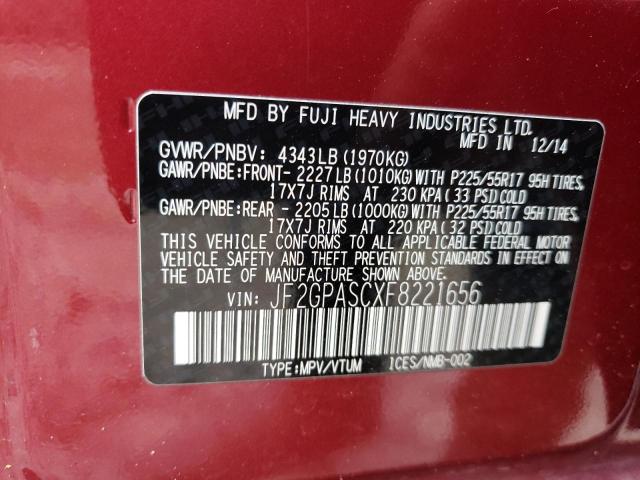 MFD BY FUJI HEAVY INDUSTRIES LTD.
MFD IN 12/14
GVWR/PNBV: 4343LB (1970KG)
GAWR/PNBE:FRONT- 2227LB (1010KG) WITH P225/55R17 95H TIRES,
17X7J RIMS AT 230 KPA (33 PSI) COLD
GAWR/PNBE:REAR - 2205LB (1000KG) WITH P225/55R17 95H TIRES,
17X7J RIMS AT 220 KPA (32 PSI) COLD
THIS VEHICLE CONFORMS TO ALL APPLICABLE FEDERAL MOTOR
VEHICLE SAFETY AND THEFT PREVENTION STANDARDS IN EFFECT
ON THE DATE OF MANUFACTURE SHOWN ABOVE.
VIN: JF2GPASCXF8221656
TYPE:MPV/VTUM ICES/NMB-002